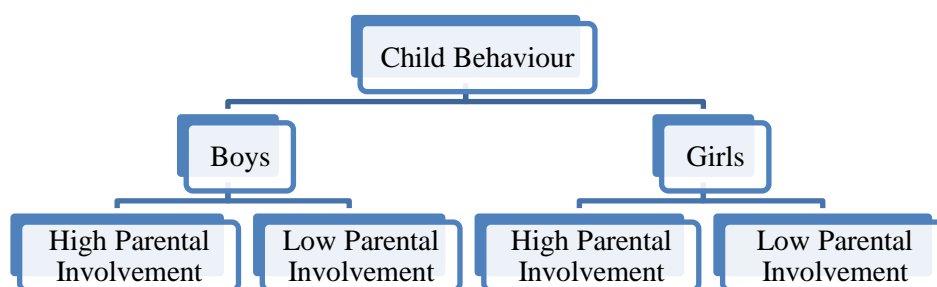 Child Behaviour
Boys
Girls
High Parental
Involvement
Low Parental
Involvement
High Parental
Involvement
Low Parental
Involvement